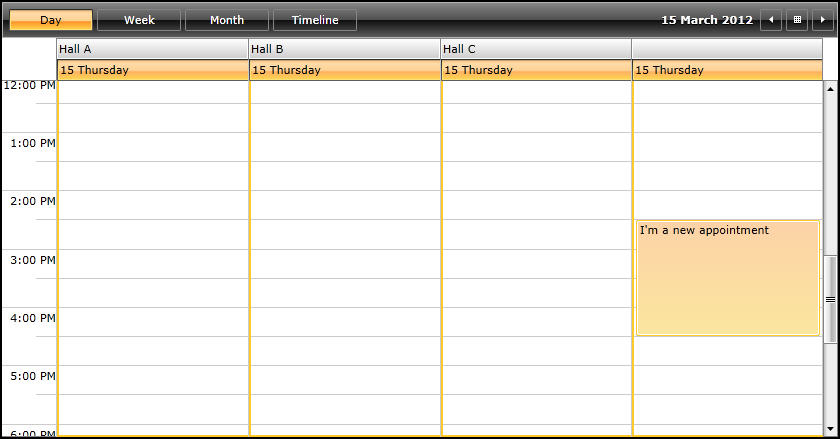 Day Week Month Timeline 15 March 2012
Hall A Hall B Hall C
15 Thursday 15 Thursday 15 Thursday 15 Thursday
12:00 PM
1:00 PM
2:00 PM
I'm a new appointment
3:00 PM
4:00 PM
5:00 PM
6:00 PM